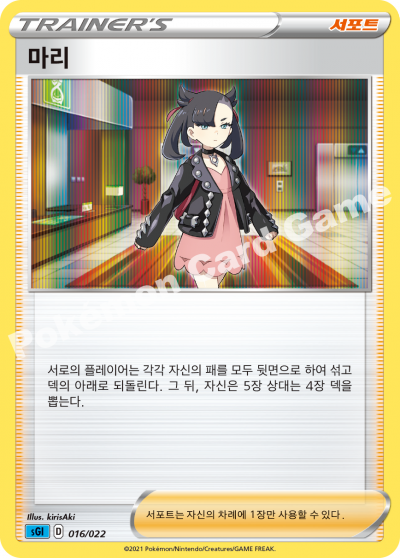 TRAINER'S
서포트
마리
Pokémon Card Game
서로의 플레이어는 각각 자신의 패를 모두 뒷면으로 하여 섞고
덱의 아래로 되돌린다. 그 뒤, 자신은 5장 상대는 4장 덱을
뽑는다.
Illus. kirisAki
sGI D 016/022
서포트는 자신의 차례에 1장만 사용할 수 있다.
©2021 Pokémon/Nintendo/Creatures/GAME FREAK.